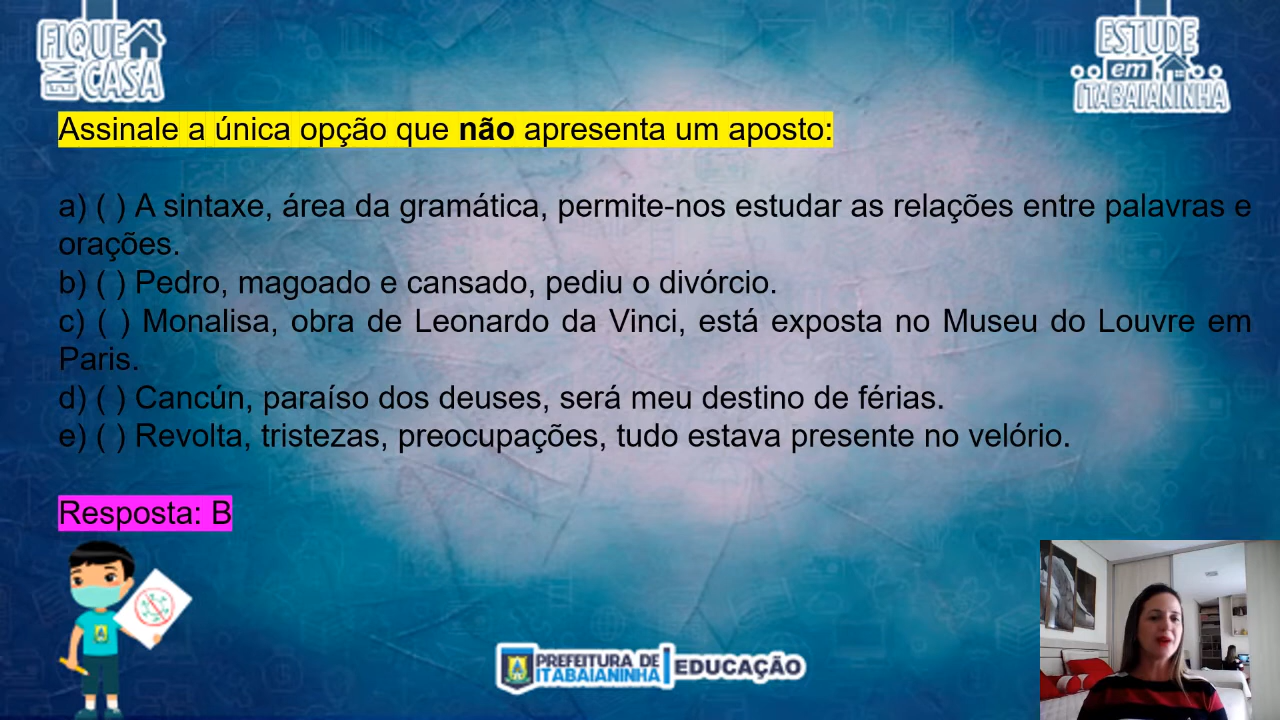 FIQUE
EM
CASA
ESTUDE
em
ITABAIANINHA
Assinale a única opção que não apresenta um aposto:
a) ( ) A sintaxe, área da gramática, permite-nos estudar as relações entre palavras e
orações.
b) ( ) Pedro, magoado e cansado, pediu o divórcio.
c) ( ) Monalisa, obra de Leonardo da Vinci, está exposta no Museu do Louvre em
Paris.
d) ( ) Cancún, paraíso dos deuses, será meu destino de férias.
e) ( ) Revolta, tristezas, preocupações, tudo estava presente no velório.
Resposta: B
PREFEITURA DE
ITABAIANINHA
EDUCAÇÃO